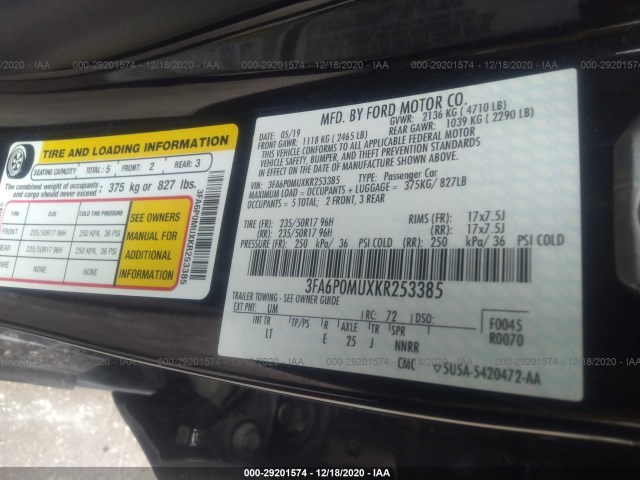 000-29201574 - 12/18/2020 - IAA 000-29201574 - 12/18/2020 - IAA 000-29201574 - 12/18/2020
TIRE AND LOADING INFORMATION
SEATING CAPACITY TOTAL: 5 FRONT: 2 REAR: 3
The combined weight of occupants and cargo should never exceed: 375 kg or 827 lbs.
TIRE SIZE COLD TIRE PRESSURE
FRONT 235/50R17 96H 250 KPA, 36 PSI
REAR 235/50R17 96H 250 KPA, 36 PSI
SPARE NONE NONE
SEE OWNERS
MANUAL FOR
ADDITIONAL
INFORMATION
3FA6P0MUXKR253385
MFD. BY FORD MOTOR CO.
DATE: 05/19 GVWR: 2136 KG (4710 LB)
FRONT GAWR: 1118 KG (2465 LB) REAR GAWR: 1039 KG (2290 LB)
THIS VEHICLE CONFORMS TO ALL APPLICABLE FEDERAL MOTOR
VEHICLE SAFETY, BUMPER, AND THEFT PREVENTION STANDARDS
IN EFFECT ON THE DATE OF MANUFACTURE SHOWN ABOVE.
VIN: 3FA6P0MUXKR253385 TYPE: Passenger Car
MAXIMUM LOAD = OCCUPANTS + LUGGAGE = 375KG/ 827LB
OCCUPANTS = 5 TOTAL: 2 FRONT, 3 REAR
TIRE (FR): 235/50R17 96H RIMS (FR): 17x7.5J
(RR): 235/50R17 96H (RR): 17x7.5J
PRESSURE (FR): 250 kPa/ 36 PSI COLD (RR): 250 kPa/ 36 PSI COLD
3FA6P0MUXKR253385
TRAILER TOWING - SEE OWNER GUIDE
EXT PNT: UM RC: 72 DSO:
INT TR TP/PS R AXLE TR SPR
LT E 25 J NNRR
F0045
R0070
CMC 5U5A-5420472-AA
000-29201574 - 12/18/2020 - IAA